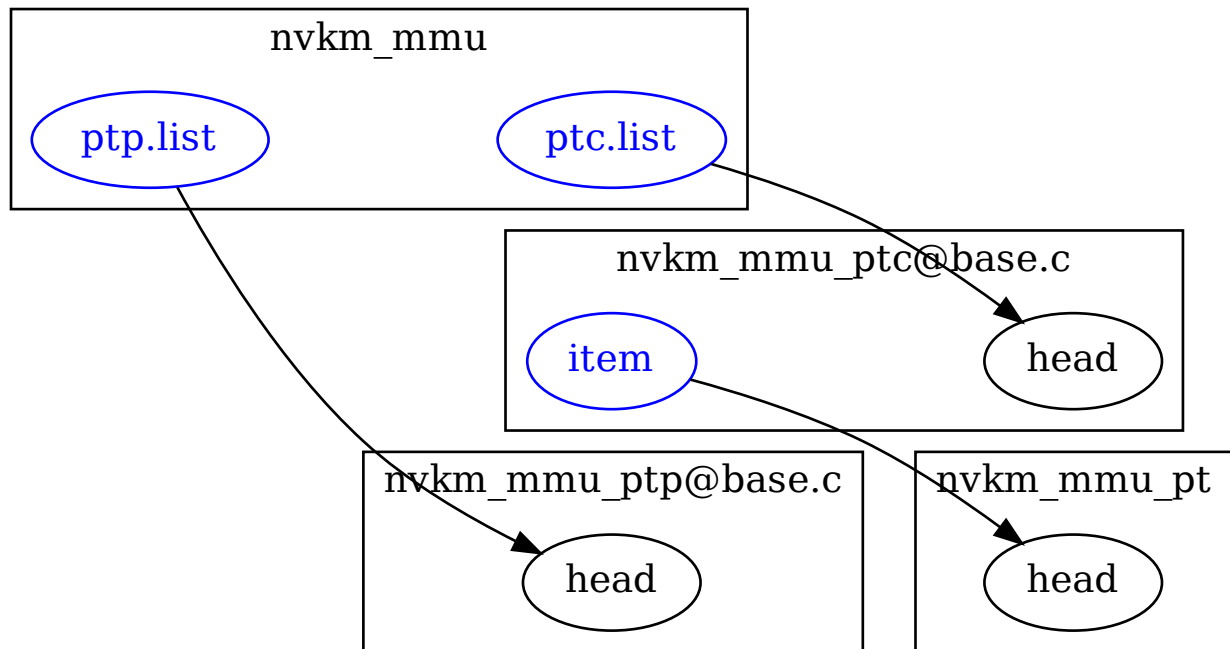 nvkm_mmu
ptp.list
ptc.list
nvkm_mmu_ptc@base.c
item
head
nvkm_mmu_ptp@base.c
nvkm_mmu_pt
head
head